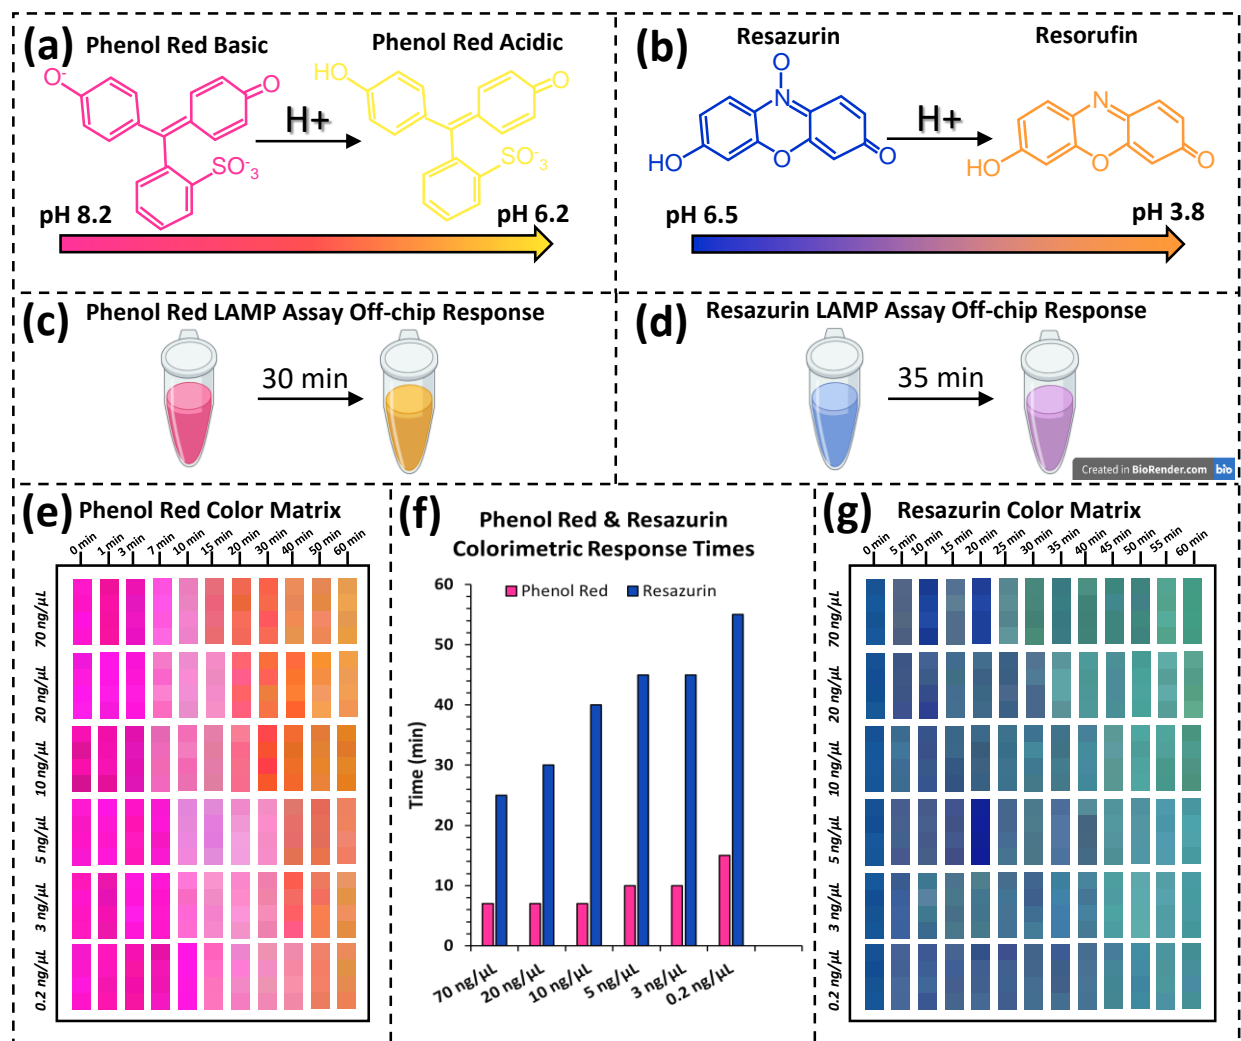 (a)
Phenol Red Basic
Phenol Red Acidic
O-
O
H+
HO
O
SO-3
SO-3
pH 8.2
pH 6.2
(b)
Resazurin
Resorufin
O
N
HO
O
O
H+
N
HO
O
O
pH 6.5
pH 3.8
(c)
Phenol Red LAMP Assay Off-chip Response
30 min
(d)
Resazurin LAMP Assay Off-chip Response
35 min
Created in BioRender.com bio
(e)
Phenol Red Color Matrix
0 min
1 min
3 min
7 min
10 min
15 min
20 min
30 min
40 min
50 min
60 min
70 ng/µL
20 ng/µL
10 ng/µL
5 ng/µL
3 ng/µL
0.2 ng/µL
(f)
Phenol Red & Resazurin
Colorimetric Response Times
Phenol Red
Resazurin
Time (min)
60
50
40
30
20
10
0
70 ng/µL
20 ng/µL
10 ng/µL
5 ng/µL
3 ng/µL
0.2 ng/µL
(g)
Resazurin Color Matrix
0 min
5 min
10 min
15 min
20 min
25 min
30 min
35 min
40 min
45 min
50 min
55 min
60 min
70 ng/µL
20 ng/µL
10 ng/µL
5 ng/µL
3 ng/µL
0.2 ng/µL